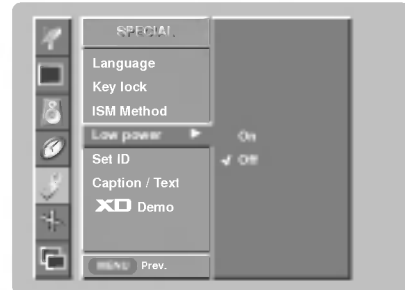 SPECIAL
Language
Key lock
ISM Method
Low power ►
On
Set ID
✓ Off
Caption / Text
XD Demo
MENU Prev.